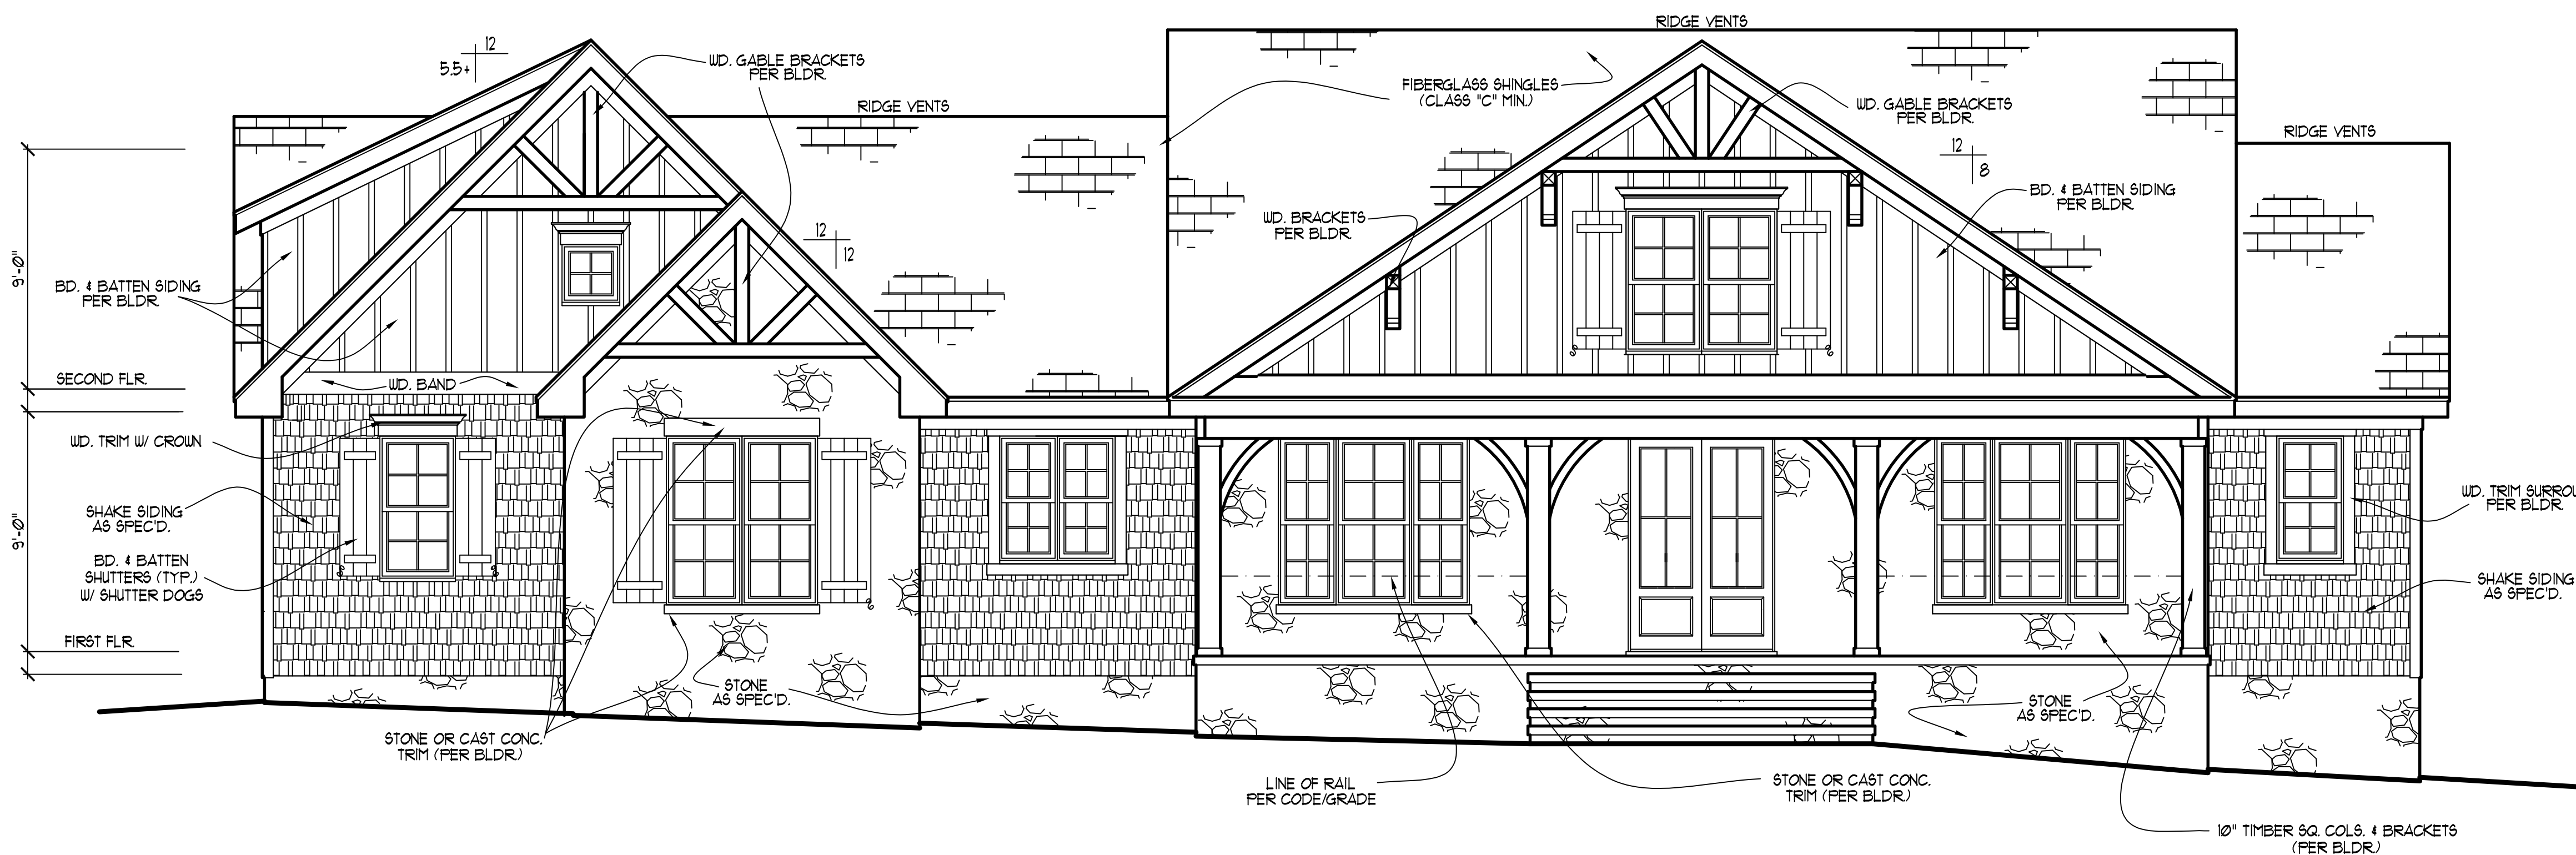 RIDGE VENTS
12
5.5+
WD. GABLE BRACKETS
PER BLDR.
RIDGE VENTS
FIBERGLASS SHINGLES
(CLASS "C" MIN.)
WD. GABLE BRACKETS
PER BLDR.
RIDGE VENTS
12
8
BD. & BATTEN SIDING
PER BLDR.
WD. BRACKETS
PER BLDR.
12
12
9'-0"
BD. & BATTEN SIDING
PER BLDR.
SECOND FLR.
WD. BAND
WD. TRIM W/ CROWN
SHAKE SIDING
AS SPEC'D.
9'-0"
BD. & BATTEN
SHUTTERS (TYP.)
W/ SHUTTER DOGS
FIRST FLR.
WD. TRIM SURROU
PER BLDR.
SHAKE SIDING
AS SPEC'D.
STONE
AS SPEC'D.
STONE
AS SPEC'D.
STONE OR CAST CONC.
TRIM (PER BLDR.)
LINE OF RAIL
PER CODE/GRADE
STONE OR CAST CONC.
TRIM (PER BLDR.)
10" TIMBER SQ. COLS. & BRACKETS
(PER BLDR.)